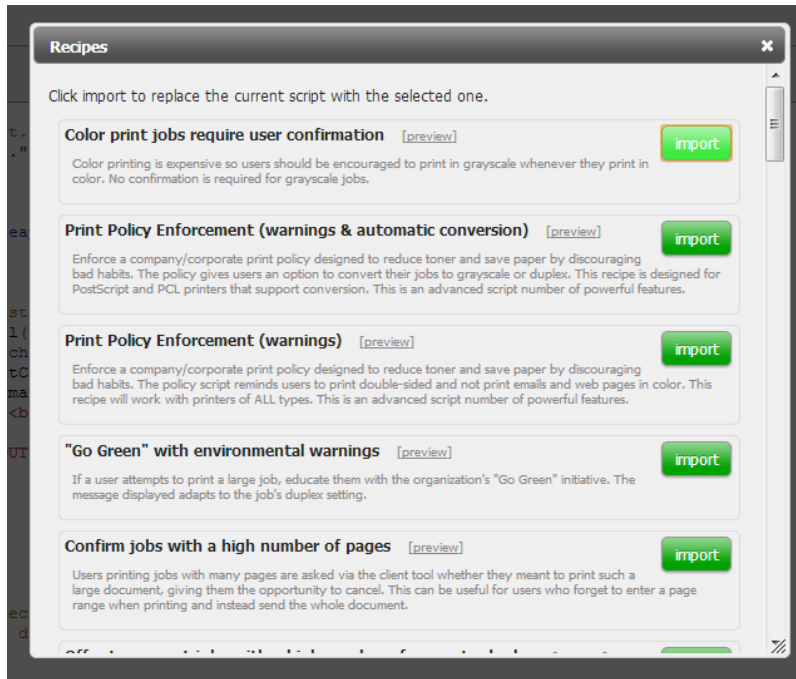 Recipes
Click import to replace the current script with the selected one.
Color print jobs require user confirmation [preview]
import
Color printing is expensive so users should be encouraged to print in grayscale whenever they print in
color. No confirmation is required for grayscale jobs.
Print Policy Enforcement (warnings & automatic conversion) [preview]
import
Enforce a company/corporate print policy designed to reduce toner and save paper by discouraging
bad habits. The policy gives users an option to convert their jobs to grayscale or duplex. This recipe is designed for
PostScript and PCL printers that support conversion. This is an advanced script number of powerful features.
Print Policy Enforcement (warnings) [preview]
import
Enforce a company/corporate print policy designed to reduce toner and save paper by discouraging
bad habits. The policy script reminds users to print double-sided and not print emails and web pages in color. This
recipe will work with printers of ALL types. This is an advanced script number of powerful features.
"Go Green" with environmental warnings [preview]
import
If a user attempts to print a large job, educate them with the organization's "Go Green" initiative. The
message displayed adapts to the job's duplex setting.
Confirm jobs with a high number of pages [preview]
import
Users printing jobs with many pages are asked via the client tool whether they meant to print such a
large document, giving them the opportunity to cancel. This can be useful for users who forget to enter a page
range when printing and instead send the whole document.